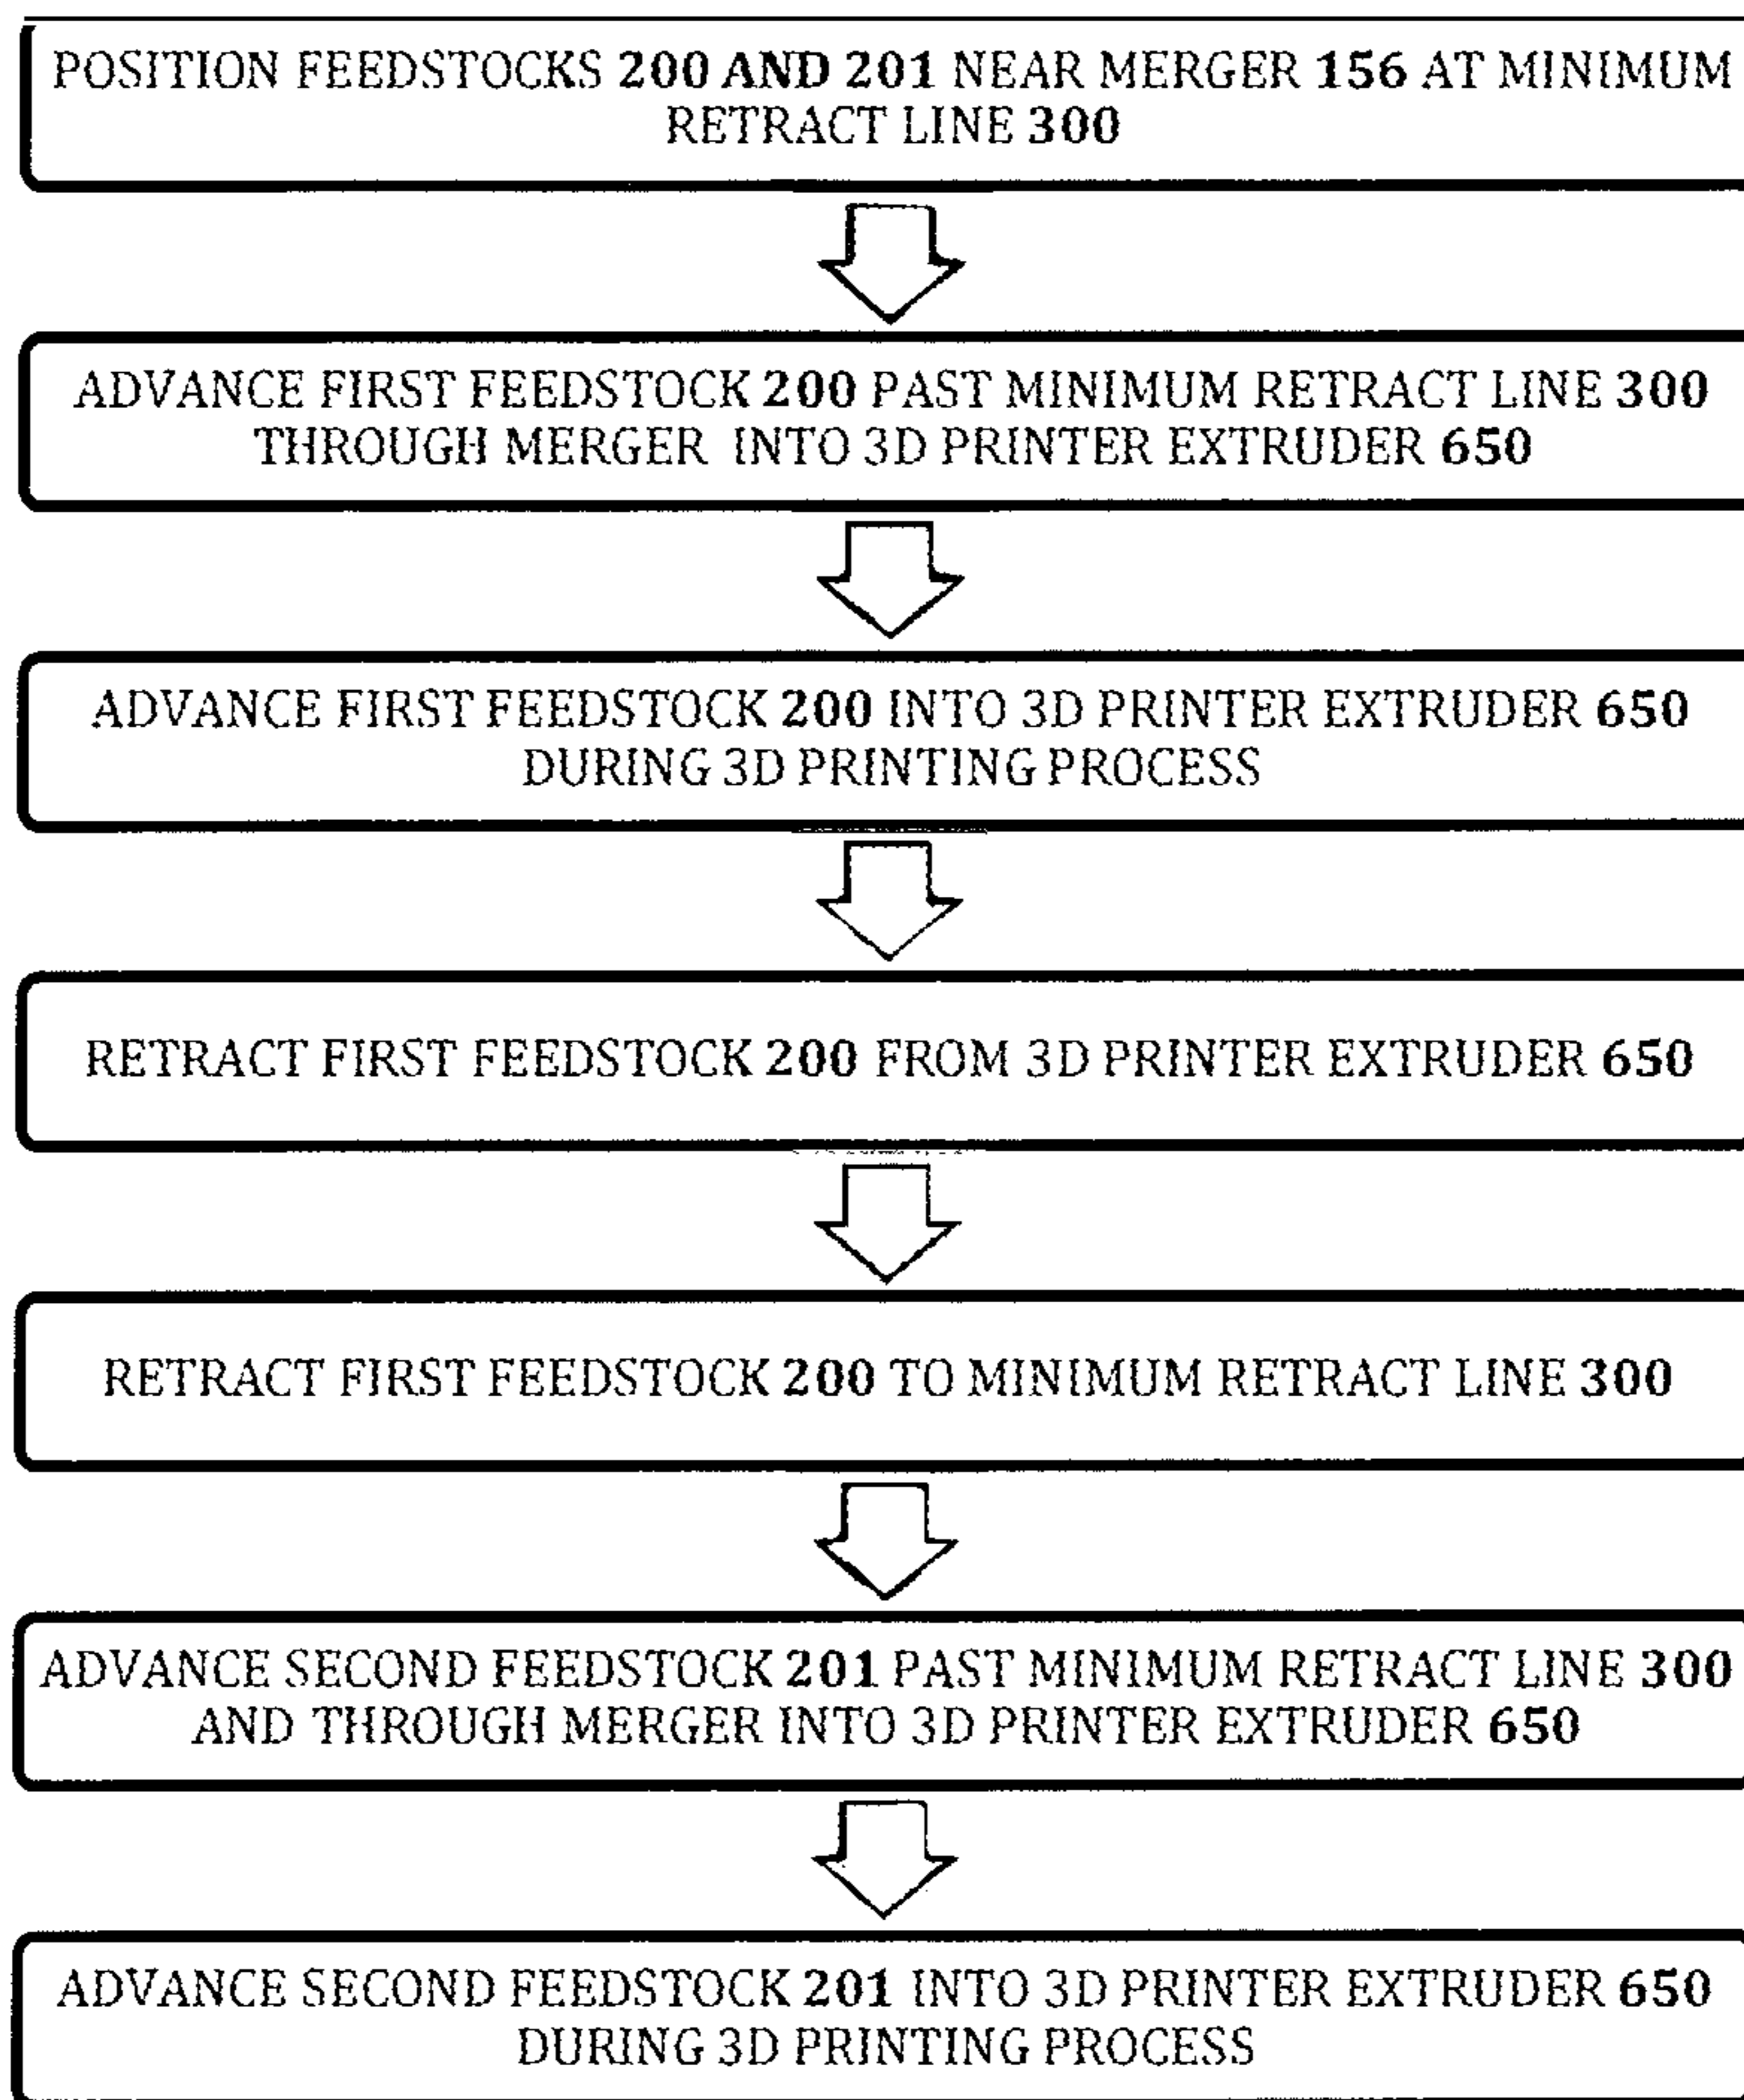 POSITION FEEDSTOCKS 200 AND 201 NEAR MERGER 156 AT MINIMUM
RETRACT LINE 300
ADVANCE FIRST FEEDSTOCK 200 PAST MINIMUM RETRACT LINE 300
THROUGH MERGER INTO 3D PRINTER EXTRUDER 650
ADVANCE FIRST FEEDSTOCK 200 INTO 3D PRINTER EXTRUDER 650
DURING 3D PRINTING PROCESS
RETRACT FIRST FEEDSTOCK 200 FROM 3D PRINTER EXTRUDER 650
RETRACT FIRST FEEDSTOCK 200 TO MINIMUM RETRACT LINE 300
ADVANCE SECOND FEEDSTOCK 201 PAST MINIMUM RETRACT LINE 300
AND THROUGH MERGER INTO 3D PRINTER EXTRUDER 650
ADVANCE SECOND FEEDSTOCK 201 INTO 3D PRINTER EXTRUDER 650
DURING 3D PRINTING PROCESS